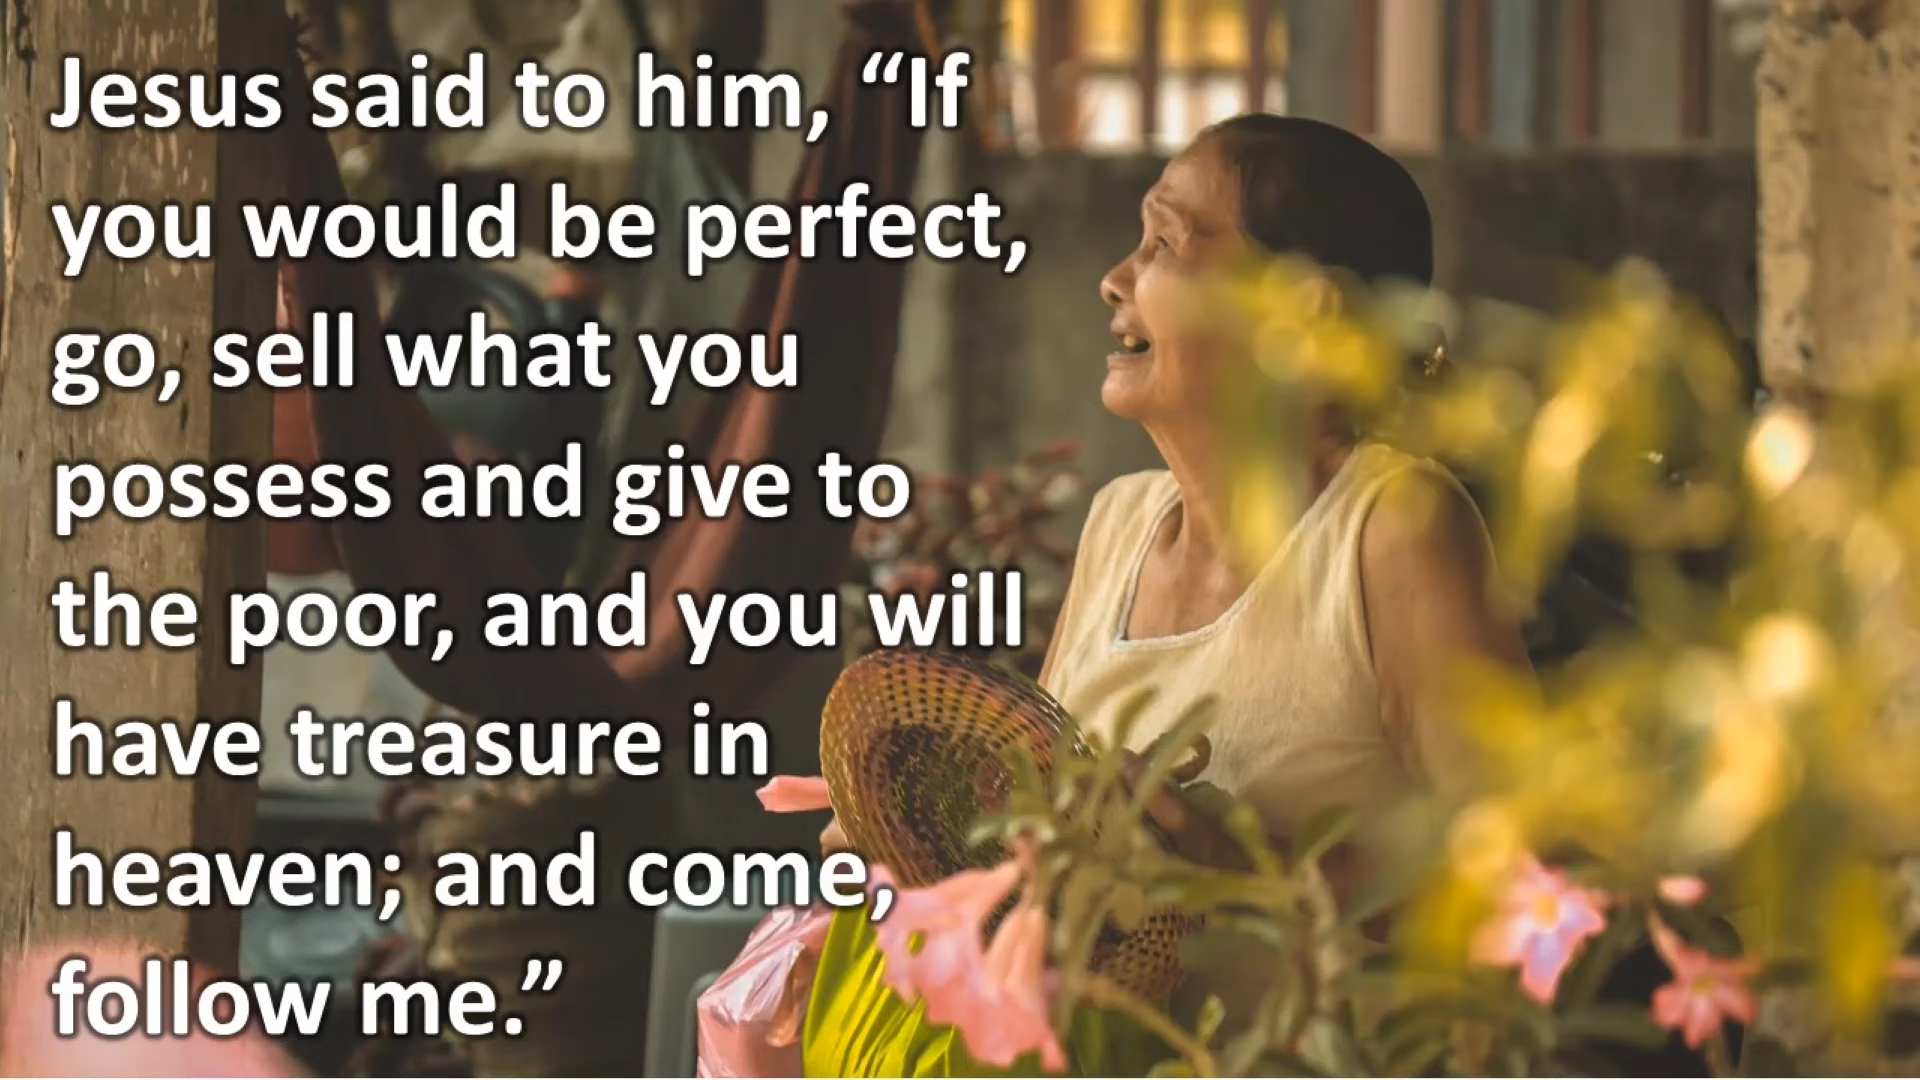 Jesus said to him, “If
you would be perfect,
go, sell what you
possess and give to
the poor, and you will
have treasure in
heaven; and come,
follow me.”